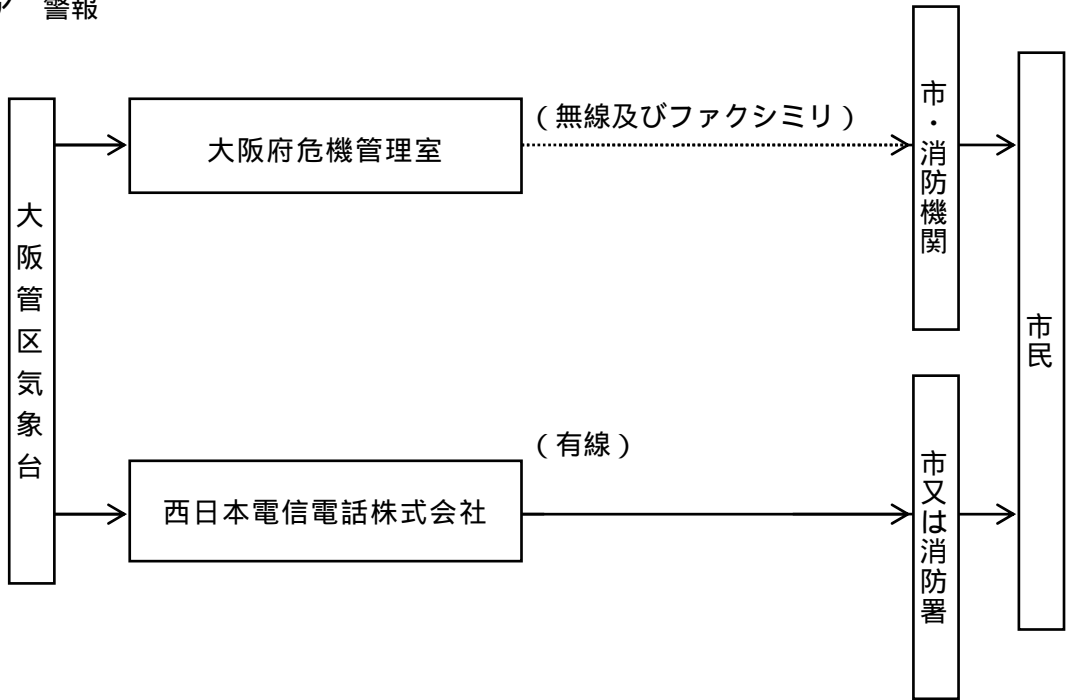 警報
大阪管区気象台
大阪府危機管理室
（無線及びファクシミリ）
市・消防機関
市民
西日本電信電話株式会社
（有線）
市又は消防署